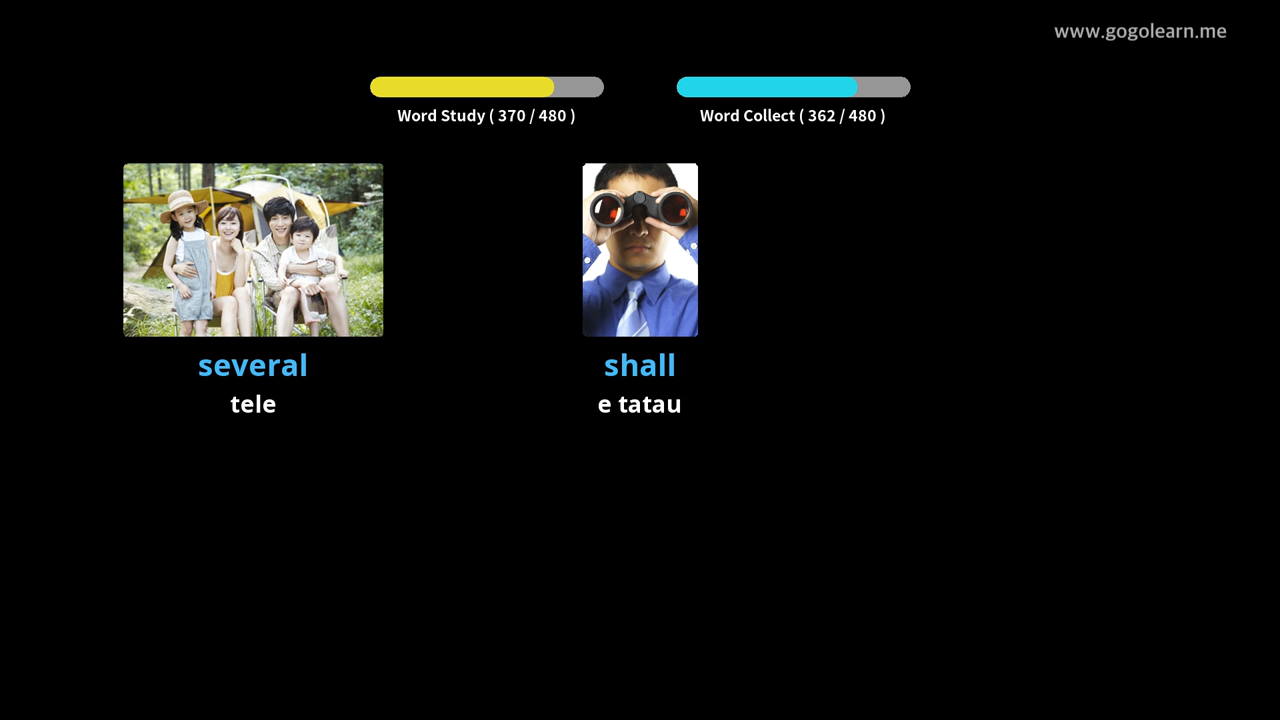 www.gogolearn.me
Word Study ( 370 / 480 )
Word Collect ( 362 / 480 )
several
tele
shall
e tatau